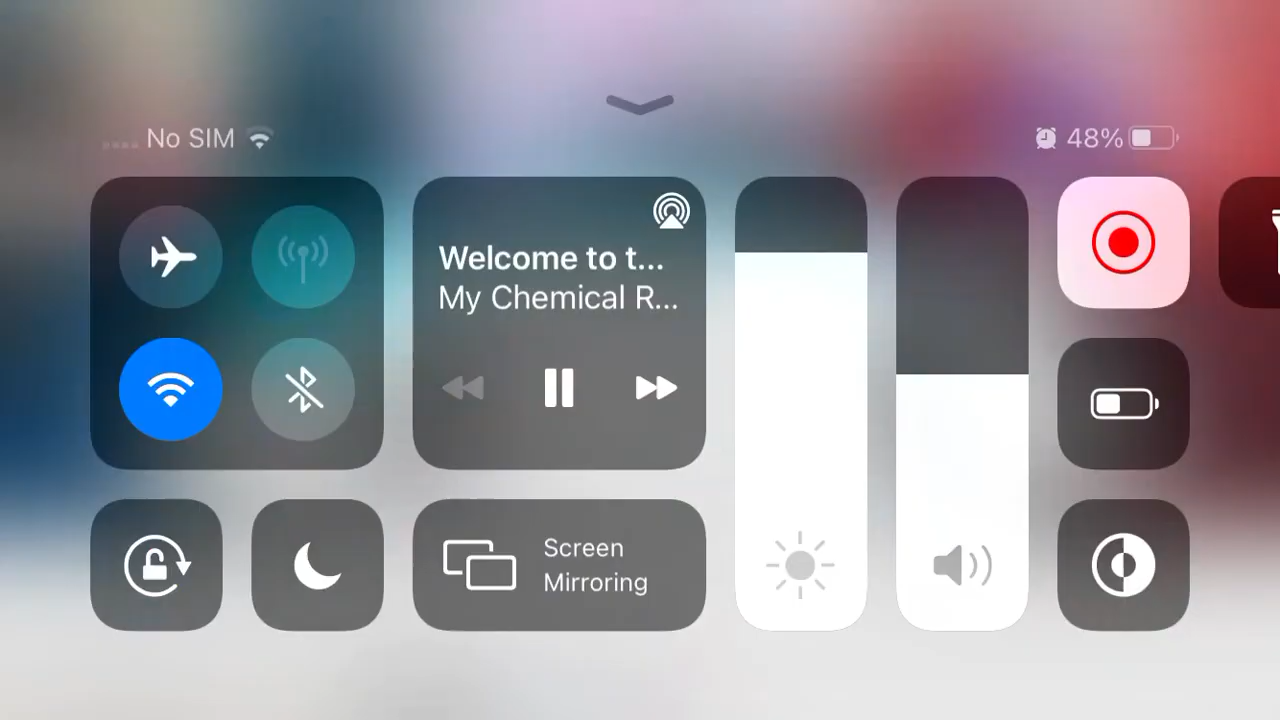 No SIM
48%
Welcome to t...
My Chemical R...
Screen
Mirroring